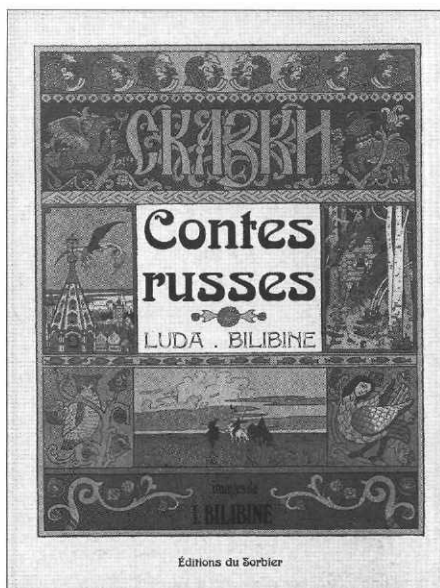 СКАЗКИ
Contes
russes
LUDA . BILIBINE
I. BILIBINE
Éditions du Sorbier